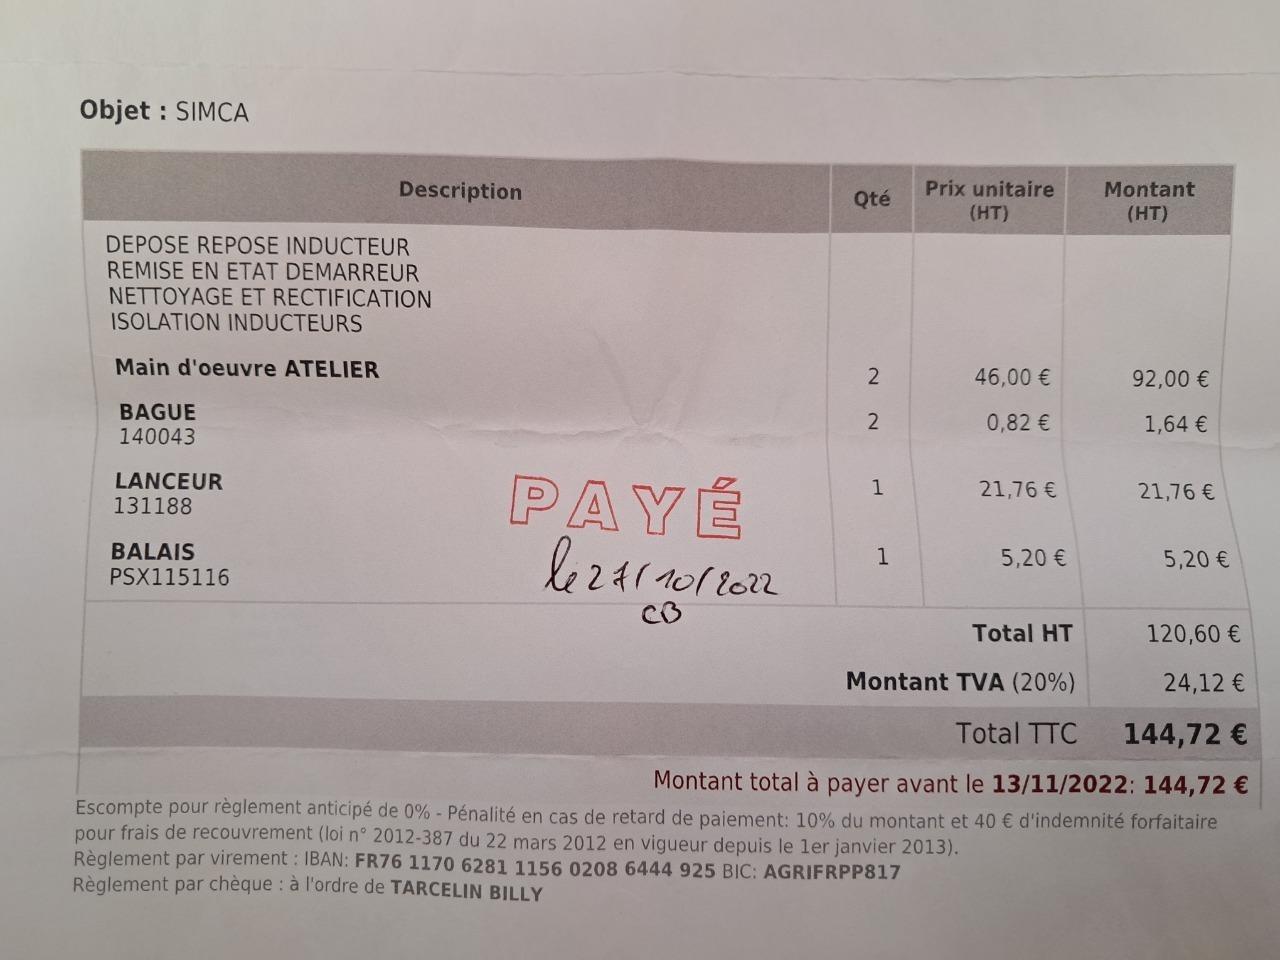 Objet : SIMCA
Description Qté Prix unitaire (HT) Montant (HT)
DEPOSE REPOSE INDUCTEUR
REMISE EN ETAT DEMARREUR
NETTOYAGE ET RECTIFICATION
ISOLATION INDUCTEURS
Main d'oeuvre ATELIER 2 46,00 € 92,00 €
BAGUE 2 0,82 € 1,64 €
140043
LANCEUR 1 21,76 € 21,76 €
131188
PAYÉ
BALAIS 1 5,20 € 5,20 €
PSX115116
le 27/10/2022
CB
Total HT 120,60 €
Montant TVA (20%) 24,12 €
Total TTC 144,72 €
Montant total à payer avant le 13/11/2022: 144,72 €
Escompte pour règlement anticipé de 0% - Pénalité en cas de retard de paiement: 10% du montant et 40 € d'indemnité forfaitaire
pour frais de recouvrement (loi n° 2012-387 du 22 mars 2012 en vigueur depuis le 1er janvier 2013).
Règlement par virement : IBAN: FR76 1170 6281 1156 0208 6444 925 BIC: AGRIFRPP817
Règlement par chèque : à l'ordre de TARCELIN BILLY